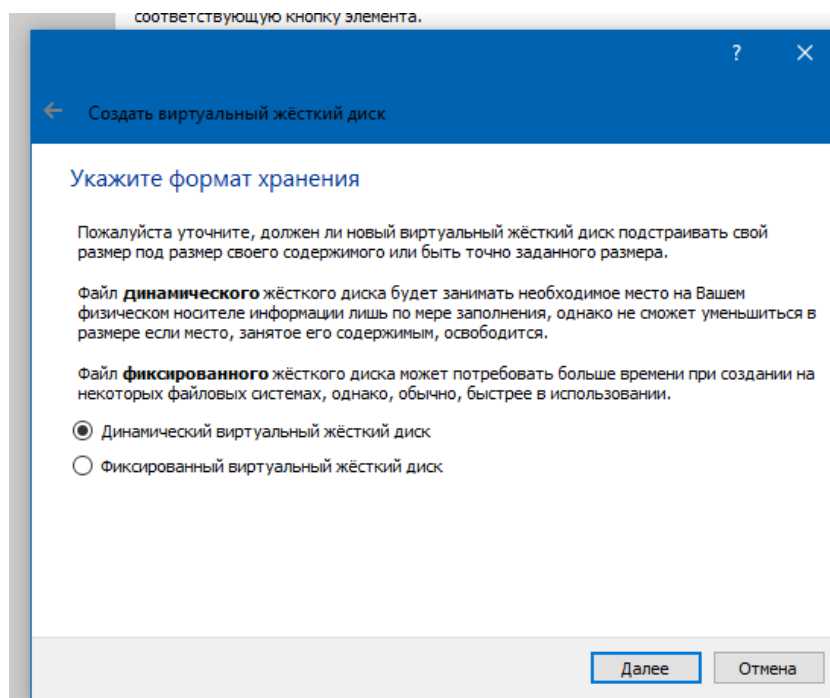 соответствующую кнопку элемента.
?
Создать виртуальный жёсткий диск
Укажите формат хранения
Пожалуйста уточните, должен ли новый виртуальный жёсткий диск подстраивать свой
размер под размер своего содержимого или быть точно заданного размера.
Файл динамического жёсткого диска будет занимать необходимое место на Вашем
физическом носителе информации лишь по мере заполнения, однако не сможет уменьшиться в
размере если место, занятое его содержимым, освободится.
Файл фиксированного жёсткого диска может потребовать больше времени при создании на
некоторых файловых системах, однако, обычно, быстрее в использовании.
Динамический виртуальный жёсткий диск
Фиксированный виртуальный жёсткий диск
Далее
Отмена